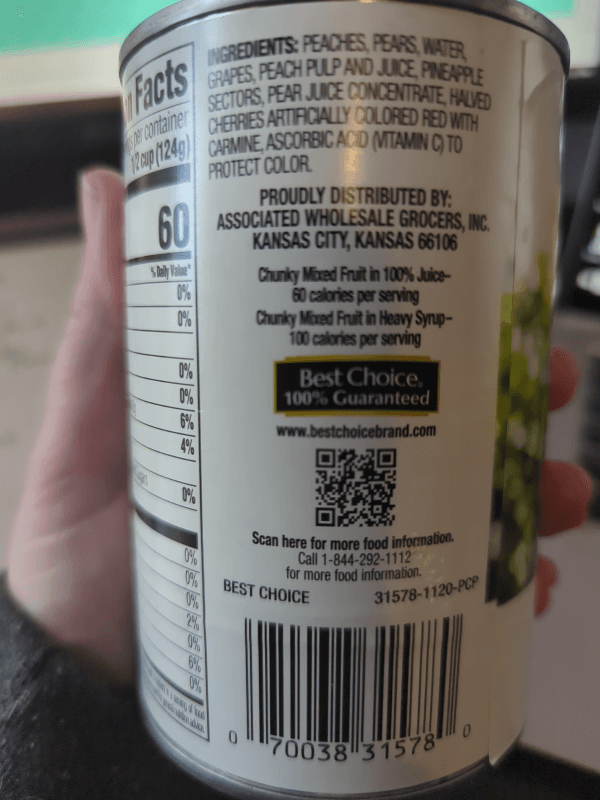 Facts
per container
1/2 cup (124g)
60
% Daily Value*
0%
0%
0%
0%
6%
4%
0%
0%
0%
0%
2%
0%
6%
0%
INGREDIENTS: PEACHES, PEARS, WATER,
GRAPES, PEACH PULP AND JUICE, PINEAPPLE
SECTORS, PEAR JUICE CONCENTRATE, HALVED
CHERRIES ARTIFICIALLY COLORED RED WITH
CARMINE, ASCORBIC ACID (VITAMIN C) TO
PROTECT COLOR.
PROUDLY DISTRIBUTED BY:
ASSOCIATED WHOLESALE GROCERS, INC.
KANSAS CITY, KANSAS 66106
Chunky Mixed Fruit in 100% Juice–
60 calories per serving
Chunky Mixed Fruit in Heavy Syrup–
100 calories per serving
Best Choice®
100% Guaranteed
www.bestchoicebrand.com
Scan here for more food information.
Call 1-844-292-1112
for more food information.
BEST CHOICE 31578-1120-PCP
0 70038 31578 0